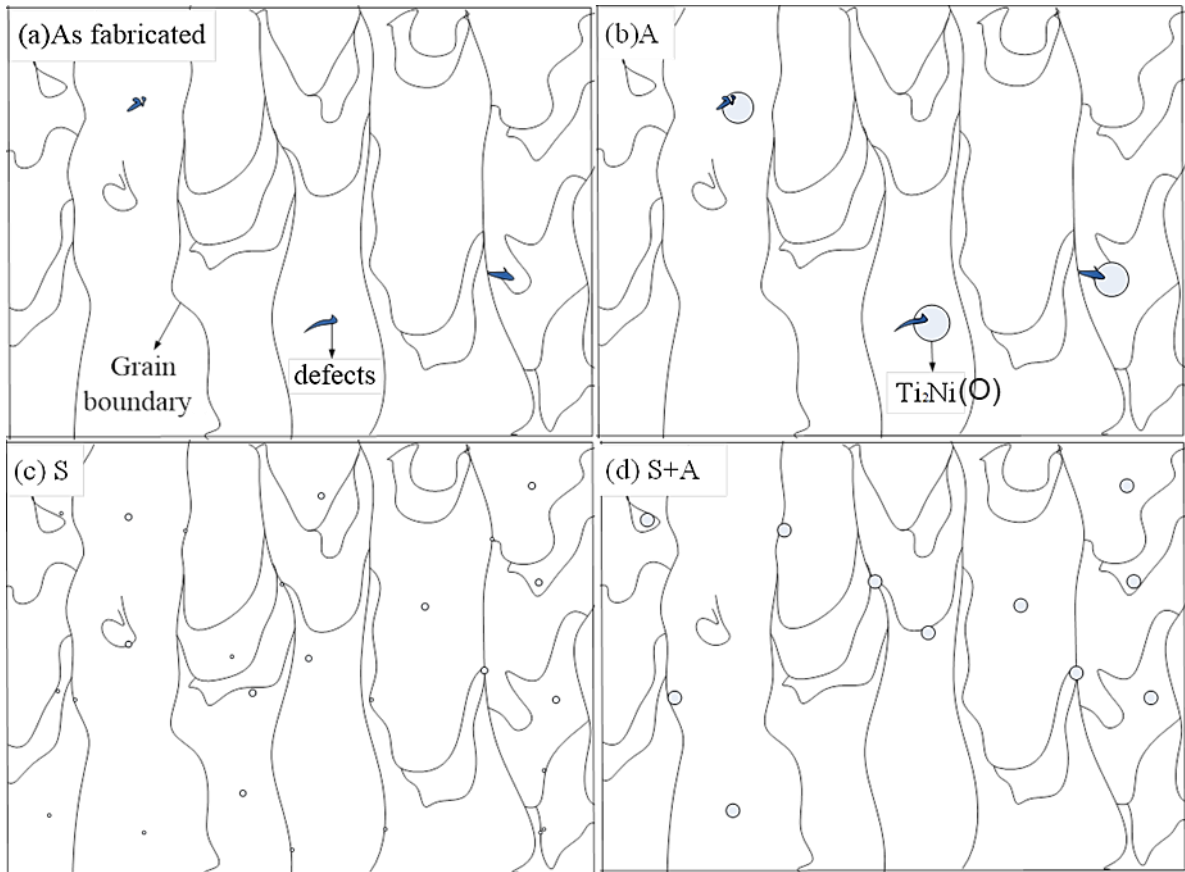 (a)As fabricated
(b)A
Grain
boundary
defects
Ti₂Ni(O)
(c) S
(d) S+A